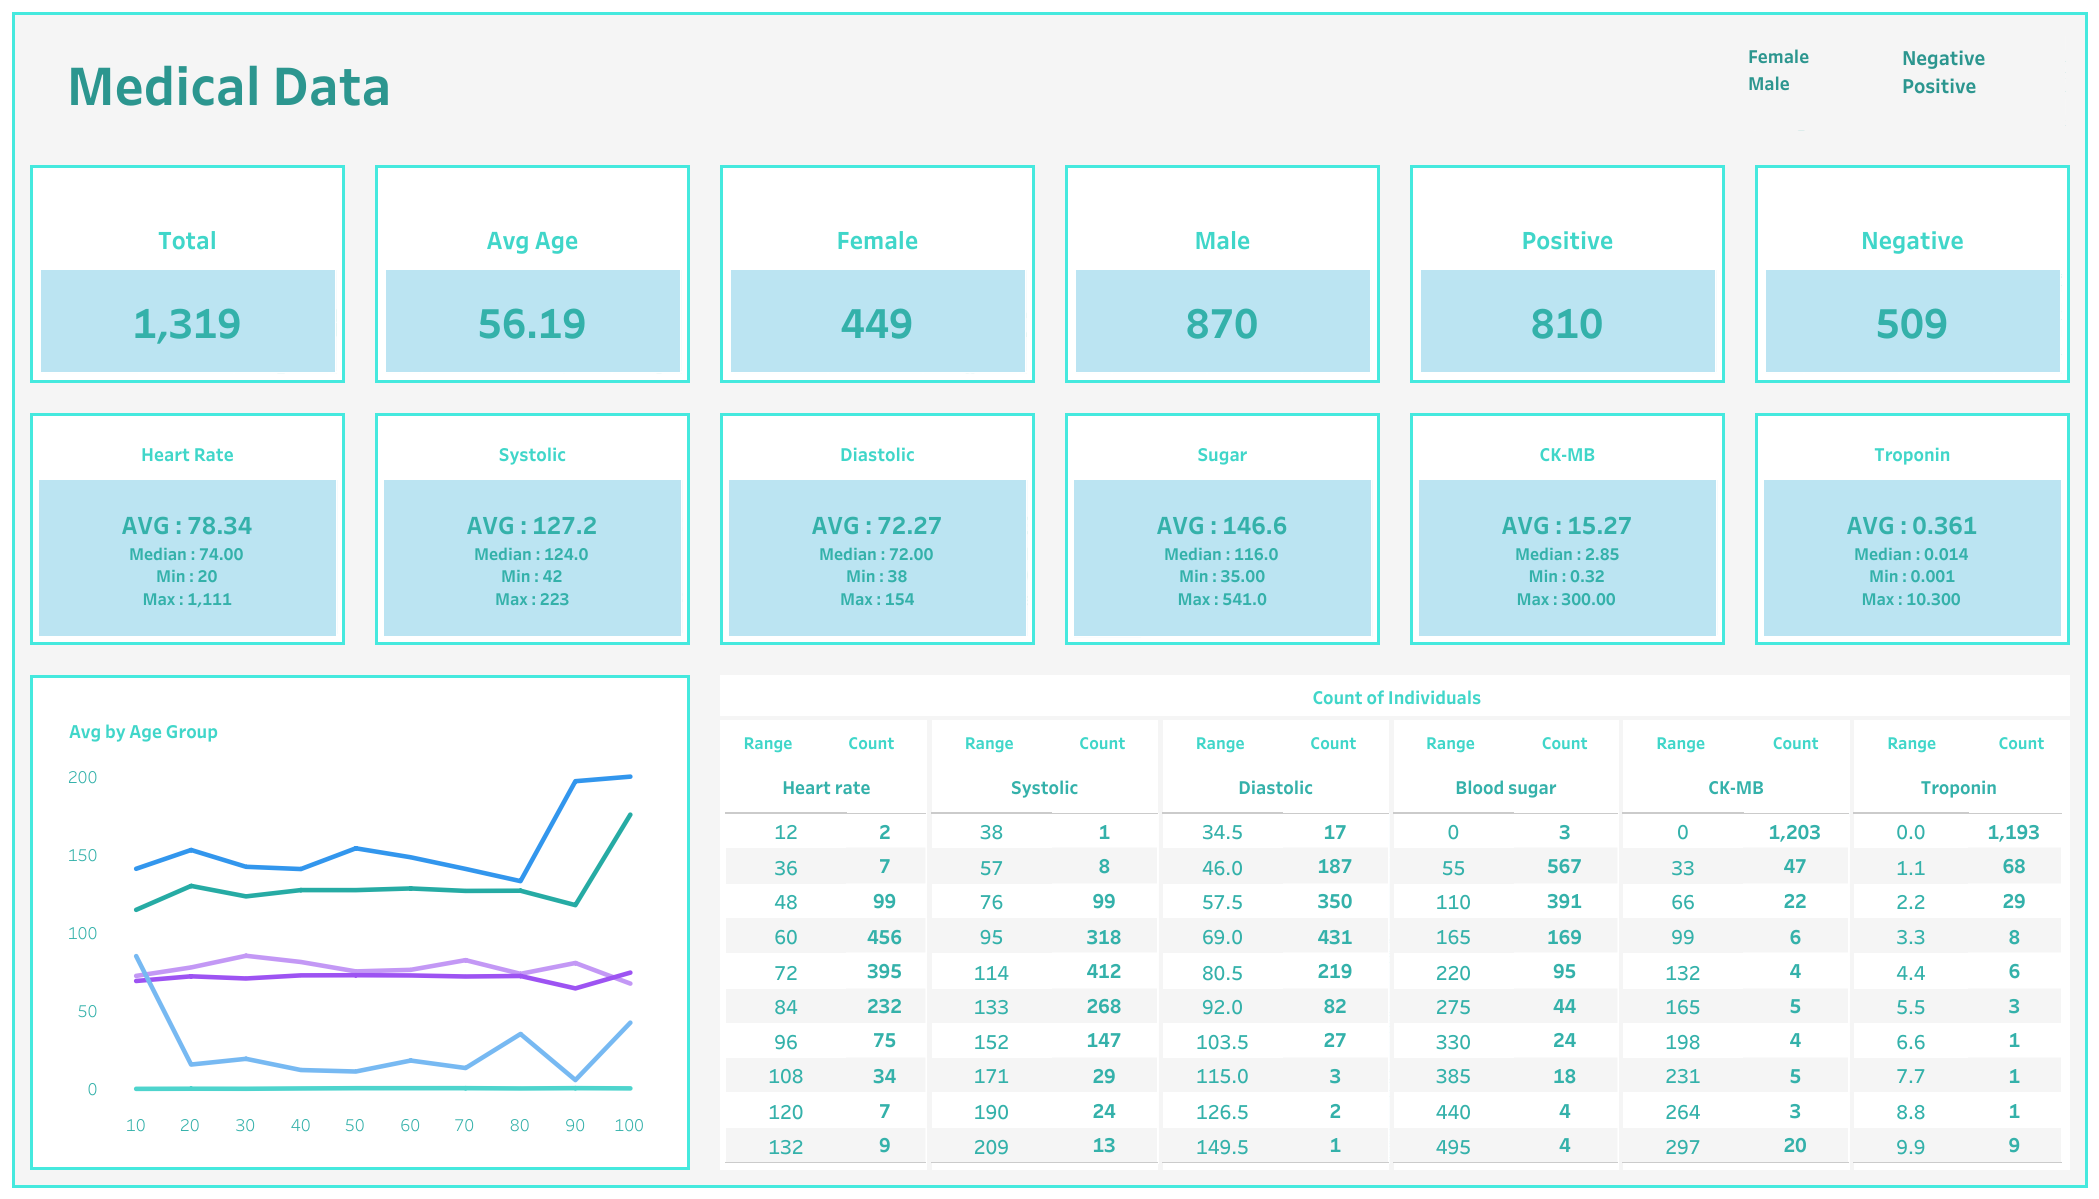 Medical Data
Female
Male
Negative
Positive
Total
1,319
Avg Age
56.19
Female
449
Male
870
Positive
810
Negative
509
Heart Rate
AVG : 78.34
Median : 74.00
Min : 20
Max : 1,111
Systolic
AVG : 127.2
Median : 124.0
Min : 42
Max : 223
Diastolic
AVG : 72.27
Median : 72.00
Min : 38
Max : 154
Sugar
AVG : 146.6
Median : 116.0
Min : 35.00
Max : 541.0
CK-MB
AVG : 15.27
Median : 2.85
Min : 0.32
Max : 300.00
Troponin
AVG : 0.361
Median : 0.014
Min : 0.001
Max : 10.300
Avg by Age Group
200
150
100
50
0
10 20 30 40 50 60 70 80 90 100
Count of Individuals
Range Count Range Count Range Count Range Count Range Count Range Count
Heart rate Systolic Diastolic Blood sugar CK-MB Troponin
12 2 38 1 34.5 17 0 3 0 1,203 0.0 1,193
36 7 57 8 46.0 187 55 567 33 47 1.1 68
48 99 76 99 57.5 350 110 391 66 22 2.2 29
60 456 95 318 69.0 431 165 169 99 6 3.3 8
72 395 114 412 80.5 219 220 95 132 4 4.4 6
84 232 133 268 92.0 82 275 44 165 5 5.5 3
96 75 152 147 103.5 27 330 24 198 4 6.6 1
108 34 171 29 115.0 3 385 18 231 5 7.7 1
120 7 190 24 126.5 2 440 4 264 3 8.8 1
132 9 209 13 149.5 1 495 4 297 20 9.9 9